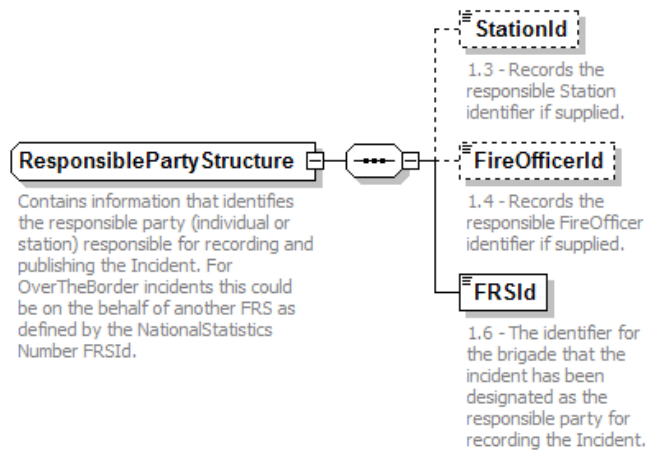 StationId
1.3 - Records the
responsible Station
identifier if supplied.
ResponsiblePartyStructure
Contains information that identifies
the responsible party (individual or
station) responsible for recording and
publishing the Incident. For
OverTheBorder incidents this could
be on the behalf of another FRS as
defined by the NationalStatistics
Number FRSId.
FireOfficerId
1.4 - Records the
responsible FireOfficer
identifier if supplied.
FRSId
1.6 - The identifier for
the brigade that the
incident has been
designated as the
responsible party for
recording the Incident.